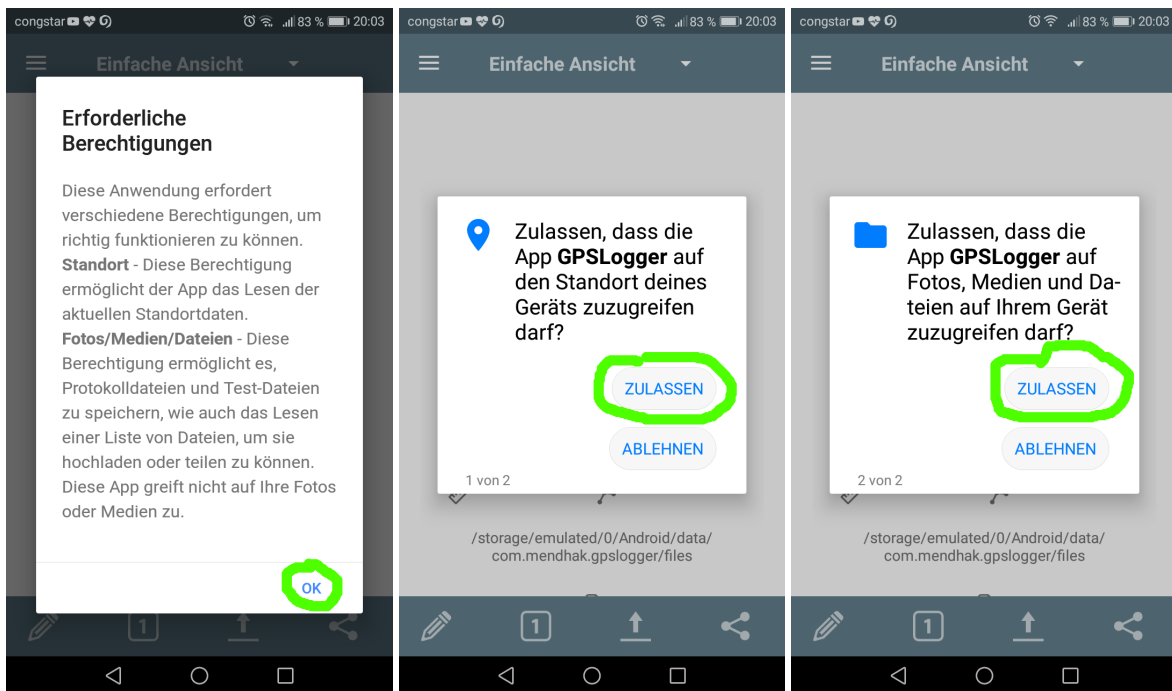 congstar 83 % 20:03
Einfache Ansicht
Erforderliche
Berechtigungen
Diese Anwendung erfordert
verschiedene Berechtigungen, um
richtig funktionieren zu können.
Standort - Diese Berechtigung
ermöglicht der App das Lesen der
aktuellen Standortdaten.
Fotos/Medien/Dateien - Diese
Berechtigung ermöglicht es,
Protokolldateien und Test-Dateien
zu speichern, wie auch das Lesen
einer Liste von Dateien, um sie
hochladen oder teilen zu können.
Diese App greift nicht auf Ihre Fotos
oder Medien zu.
OK
1
congstar 83 % 20:03
Einfache Ansicht
Zulassen, dass die
App GPSLogger auf
den Standort deines
Geräts zuzugreifen
darf?
ZULASSEN
ABLEHNEN
1 von 2
/storage/emulated/0/Android/data/
com.mendhak.gpslogger/files
1
congstar 83 % 20:03
Einfache Ansicht
Zulassen, dass die
App GPSLogger auf
Fotos, Medien und Da-
teien auf Ihrem Gerät
zuzugreifen darf?
ZULASSEN
ABLEHNEN
2 von 2
/storage/emulated/0/Android/data/
com.mendhak.gpslogger/files
1